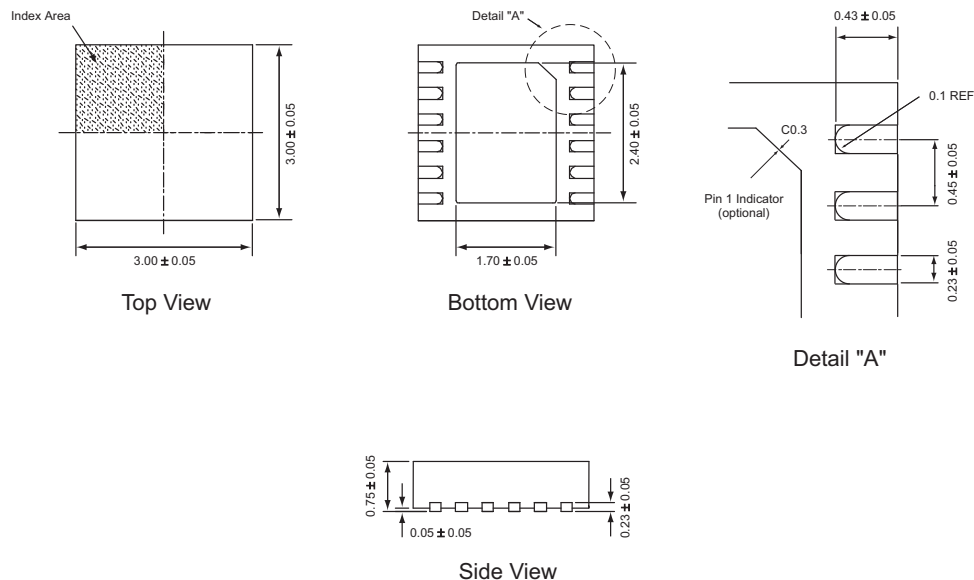 Index Area
3.00 ± 0.05
3.00 ± 0.05
Top View
Detail "A"
2.40 ± 0.05
1.70 ± 0.05
Bottom View
0.43 ± 0.05
0.1 REF
C0.3
Pin 1 Indicator
(optional)
0.45 ± 0.05
0.23 ± 0.05
Detail "A"
0.75 ± 0.05
0.05 ± 0.05
0.23 ± 0.05
Side View